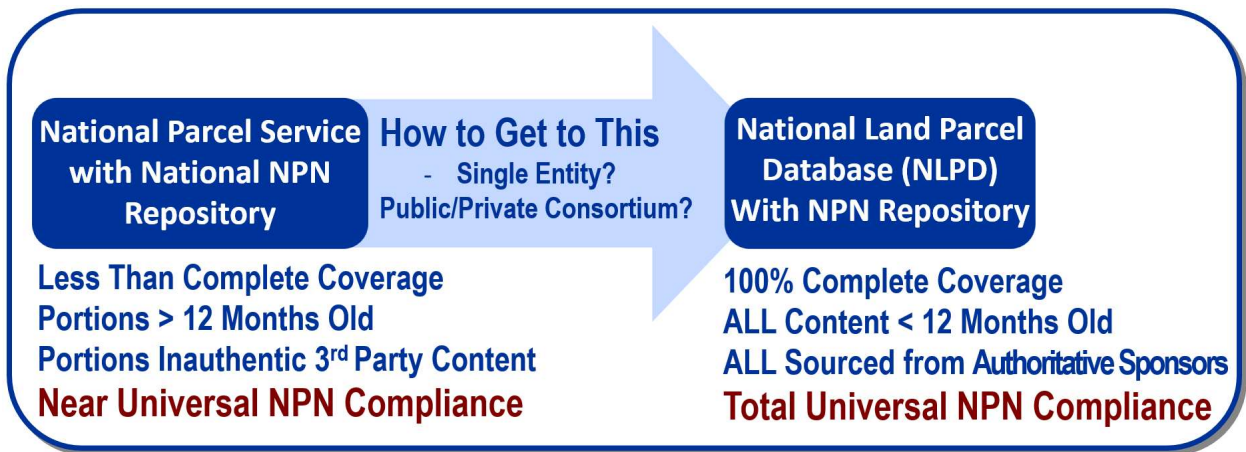 National Parcel Service
with National NPN
Repository
Less Than Complete Coverage
Portions > 12 Months Old
Portions Inauthentic 3rd Party Content
Near Universal NPN Compliance
How to Get to This
- Single Entity?
Public/Private Consortium?
National Land Parcel
Database (NLPD)
With NPN Repository
100% Complete Coverage
ALL Content < 12 Months Old
ALL Sourced from Authoritative Sponsors
Total Universal NPN Compliance